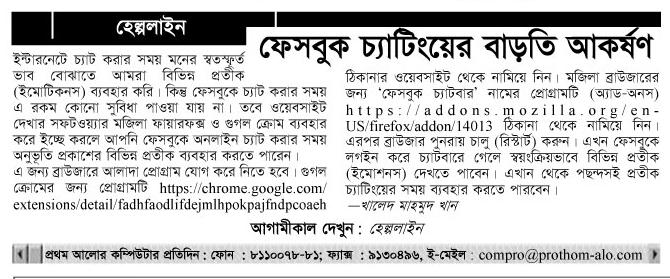 হেল্পলাইন
ফেসবুক চ্যাটিংয়ের বাড়তি আকর্ষণ
ইন্টারনেটে চ্যাট করার সময় মনের স্বতস্ফূর্ত
ভাব বোঝাতে আমরা বিভিন্ন প্রতীক
(ইমোটিকনস) ব্যবহার করি। কিন্তু ফেসবুকে চ্যাট করার সময়
এ রকম কোনো সুবিধা পাওয়া যায় না। তবে ওয়েবসাইট
দেখার সফটওয়্যার মজিলা ফায়ারফক্স ও গুগল ক্রোম ব্যবহার
করে ইচ্ছে করলে আপনি ফেসবুকে অনলাইন চ্যাট করার সময়
অনুভূতি প্রকাশের বিভিন্ন প্রতীক ব্যবহার করতে পারেন।
এ জন্য ব্রাউজারে আলাদা প্রোগ্রাম যোগ করে নিতে হবে। গুগল
ক্রোমের জন্য প্রোগ্রামটি https://chrome.google.com/
extensions/detail/fadhfaodlifdejmlhpokpajfndpcoaeh
ঠিকানার ওয়েবসাইট থেকে নামিয়ে নিন। মজিলা ব্রাউজারের
জন্য ‘ফেসবুক চ্যাটবার’ নামের প্রোগ্রামটি (অ্যাড-অনস)
https://addons.mozilla.org/en-
US/firefox/addon/14013 ঠিকানা থেকে নামিয়ে নিন।
এরপর ব্রাউজার পুনরায় চালু (রিস্টার্ট) করুন। এখন ফেসবুকে
লগইন করে চ্যাটবারে গেলে স্বয়ংক্রিয়ভাবে বিভিন্ন প্রতীক
(ইমোশনস) দেখতে পাবেন। এখান থেকে পছন্দসই প্রতীক
চ্যাটিংয়ের সময় ব্যবহার করতে পারবেন।
—খালেদ মাহমুদ খান
আগামীকাল দেখুন : হেল্পলাইন
প্রথম আলোর কম্পিউটার প্রতিদিন : ফোন : ৮১১০০৭৮-৮১; ফ্যাক্স : ৯১৩০৪৯৬, ই-মেইল : compro@prothom-alo.com